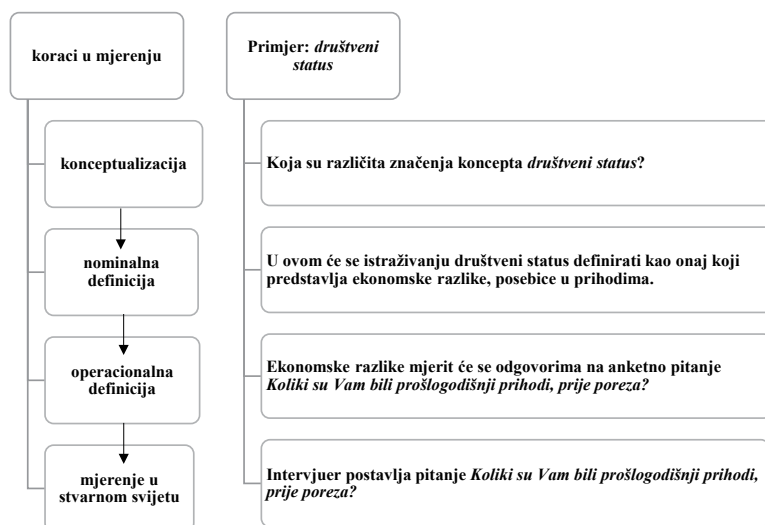 koraci u mjerenju
Primjer: društveni
status
konceptualizacija
Koja su različita značenja koncepta društveni status?
nominalna
definicija
U ovom će se istraživanju društveni status definirati kao onaj koji
predstavlja ekonomske razlike, posebice u prihodima.
operacionalna
definicija
Ekonomske razlike mjerit će se odgovorima na anketno pitanje
Koliki su Vam bili prošlogodišnji prihodi, prije poreza?
mjerenje u
stvarnom svijetu
Intervjuer postavlja pitanje Koliki su Vam bili prošlogodišnji prihodi,
prije poreza?